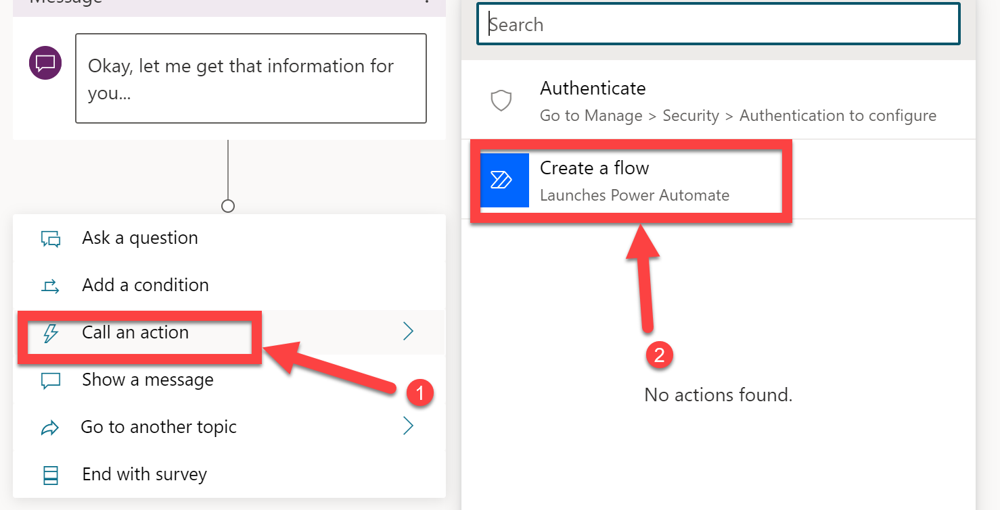 Message
Okay, let me get that information for
you...
Ask a question
Add a condition
Call an action
Show a message
Go to another topic
End with survey
1
Search
Authenticate
Go to Manage > Security > Authentication to configure
Create a flow
Launches Power Automate
2
No actions found.